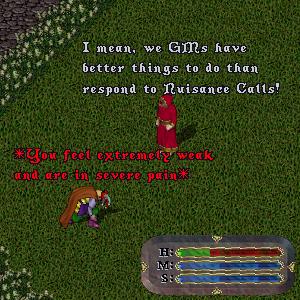 I mean, we GMs have
better things to do than
respond to Nuisance Calls!
*You feel extremely weak
and are in severe pain*
H:
M:
S: